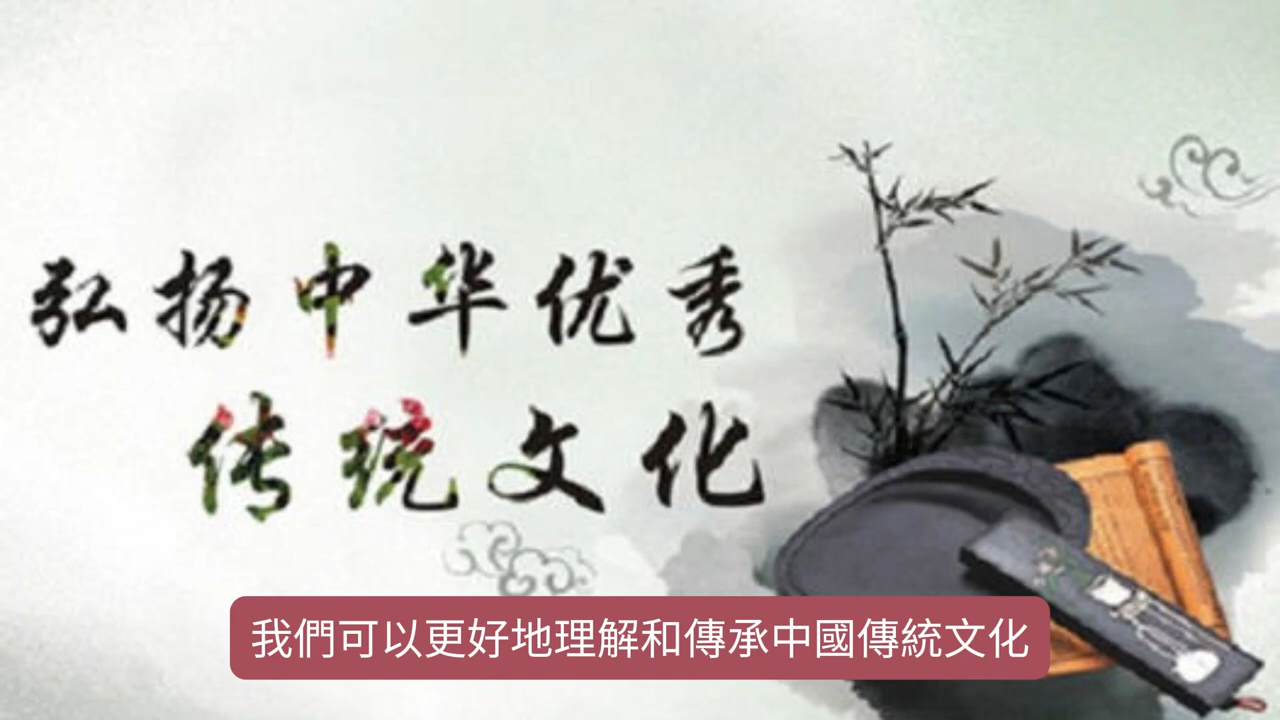 弘扬中华优秀
传统文化
我們可以更好地理解和傳承中國傳統文化